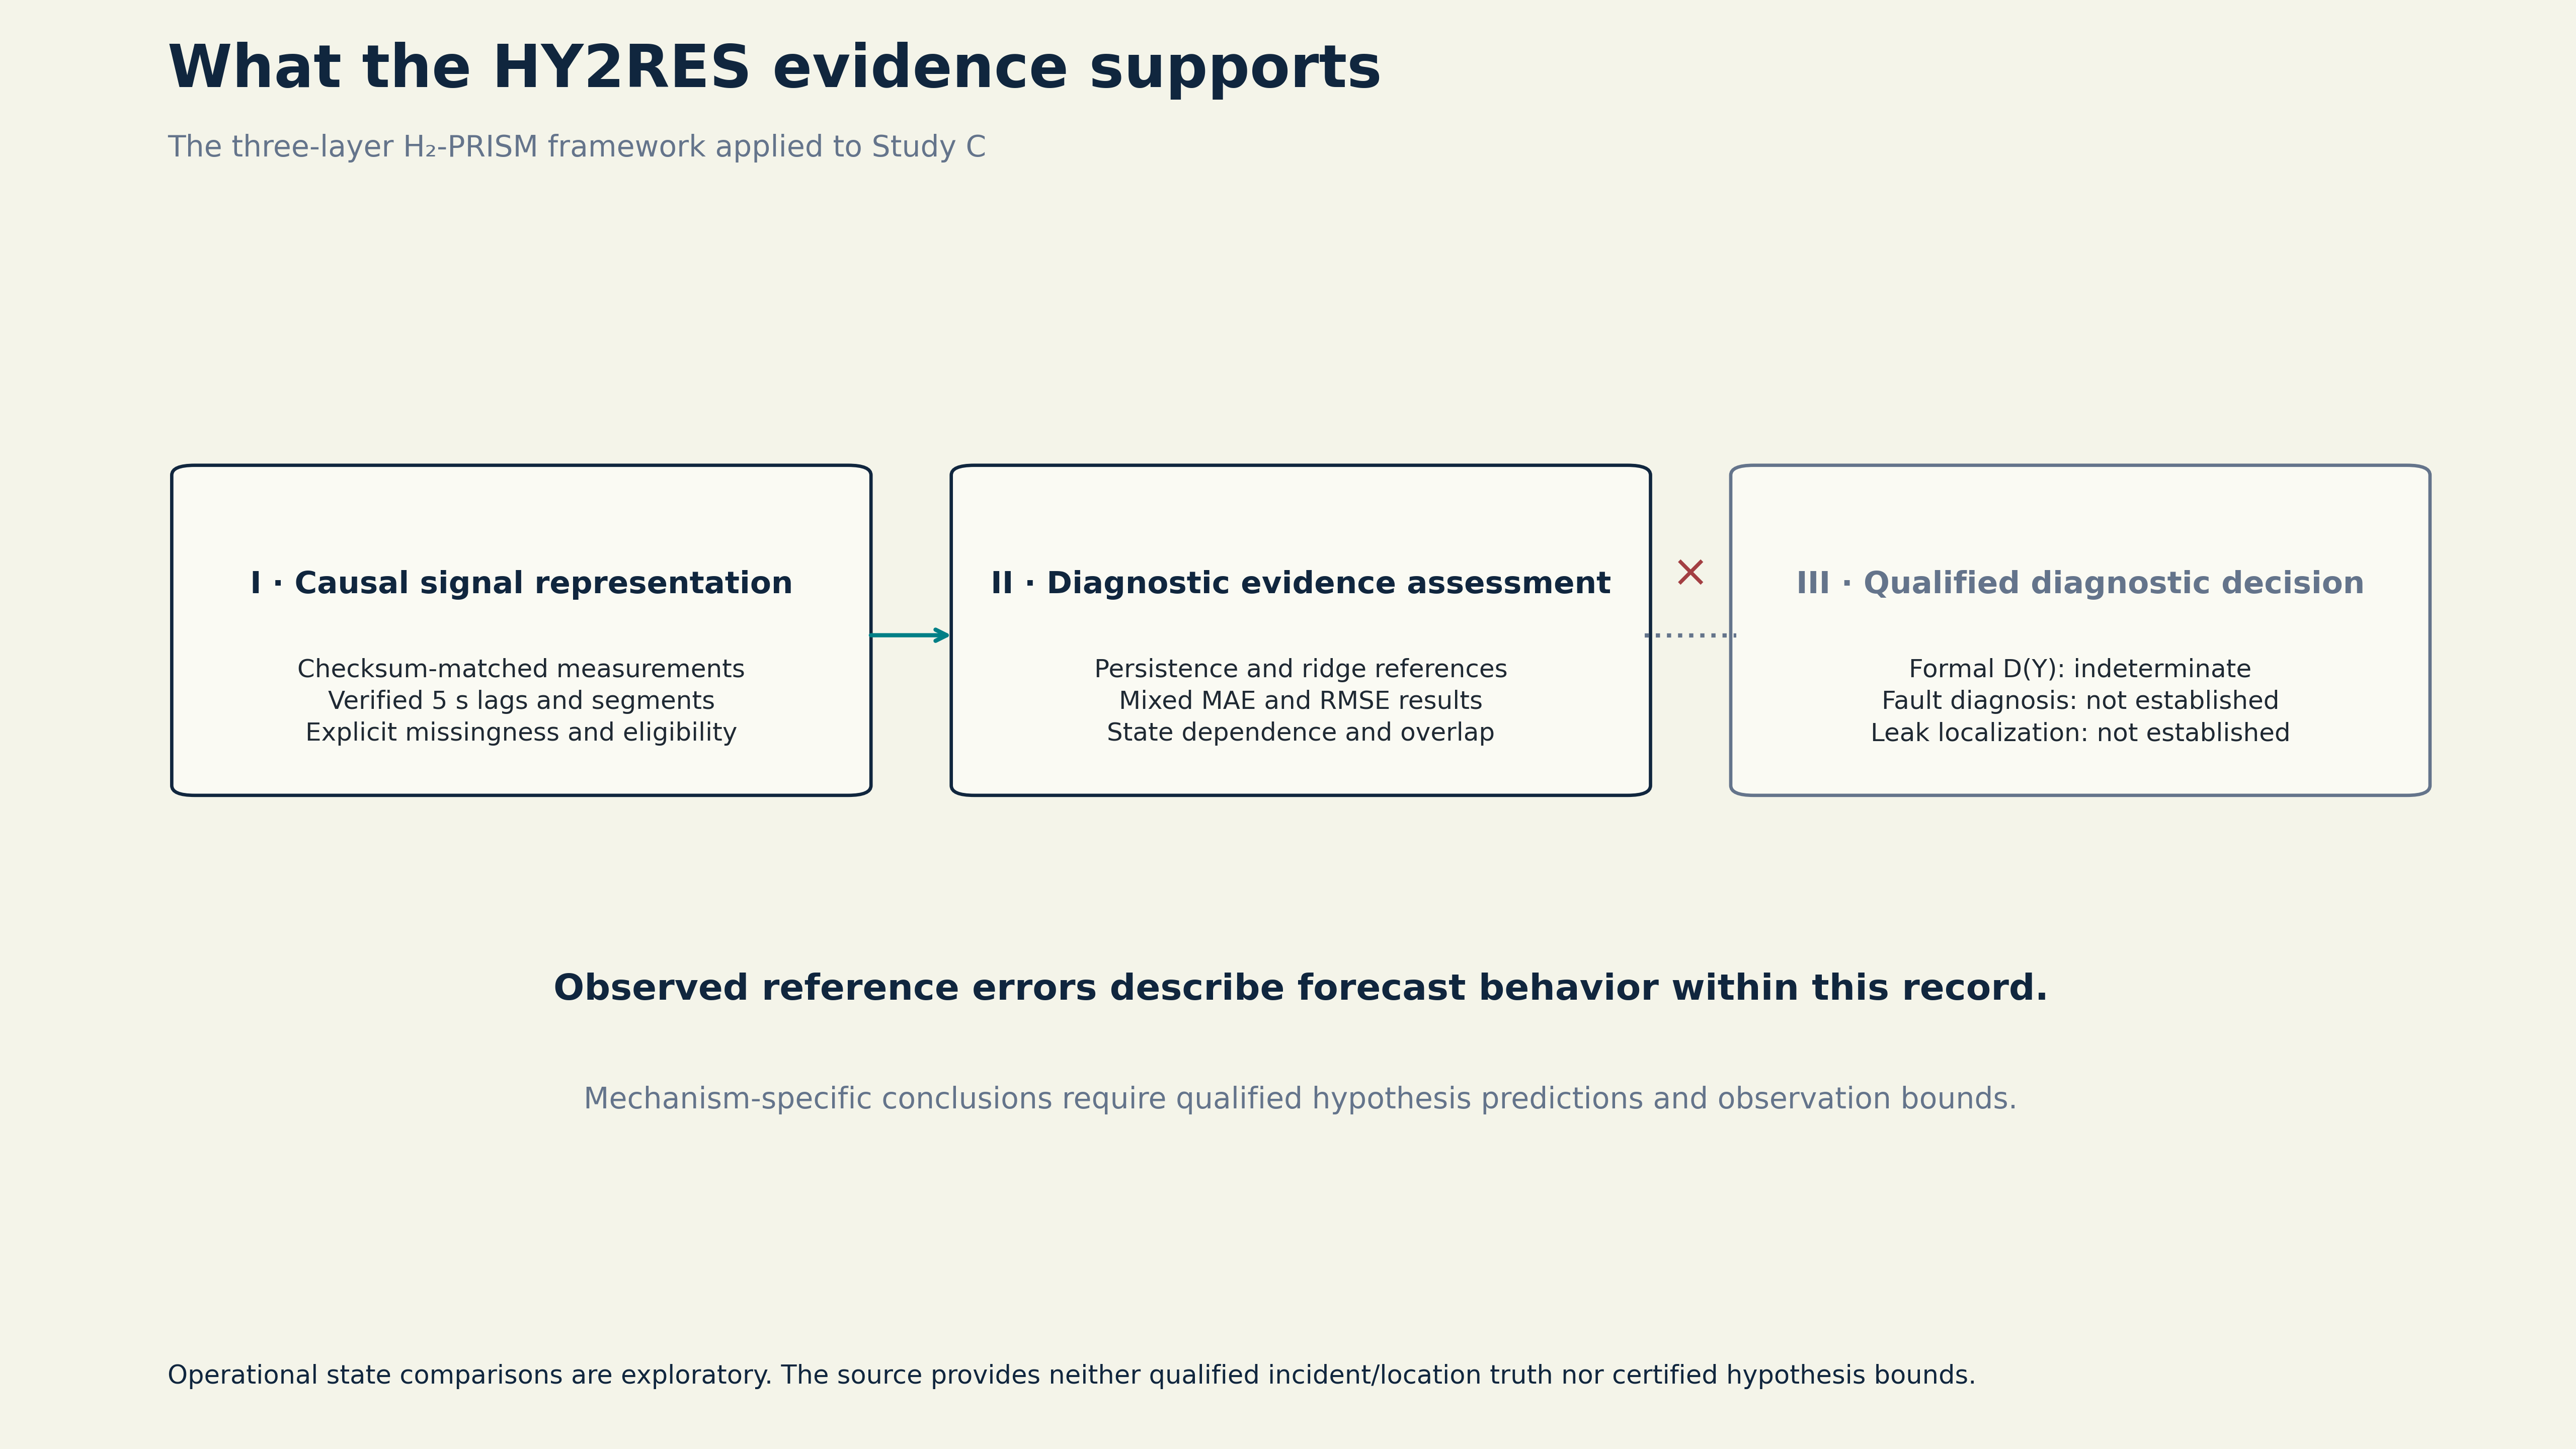 What the HY2RES evidence supports
The three-layer H₂-PRISM framework applied to Study C
I · Causal signal representation
Checksum-matched measurements
Verified 5 s lags and segments
Explicit missingness and eligibility
II · Diagnostic evidence assessment
Persistence and ridge references
Mixed MAE and RMSE results
State dependence and overlap
×
III · Qualified diagnostic decision
Formal D(Y): indeterminate
Fault diagnosis: not established
Leak localization: not established
Observed reference errors describe forecast behavior within this record.
Mechanism-specific conclusions require qualified hypothesis predictions and observation bounds.
Operational state comparisons are exploratory. The source provides neither qualified incident/location truth nor certified hypothesis bounds.